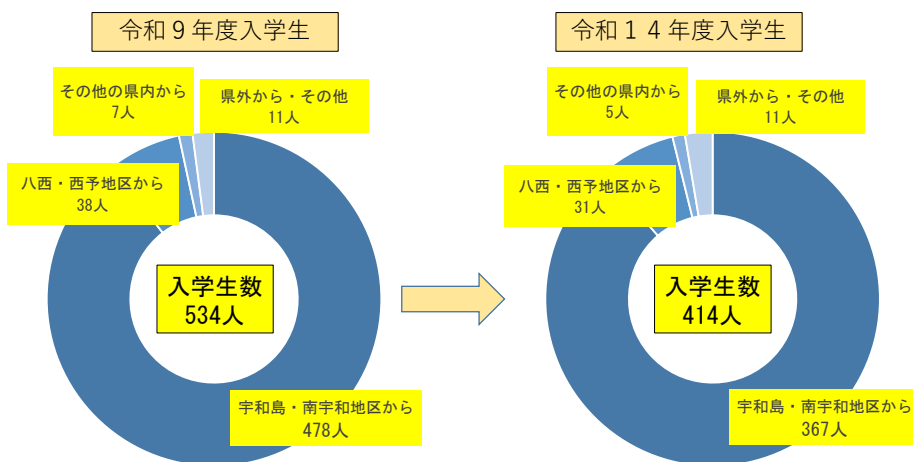 令和９年度入学生
その他の県内から
7人
県外から・その他
11人
八西・西予地区から
38人
入学生数
534人
宇和島・南宇和地区から
478人
令和１４年度入学生
その他の県内から
5人
県外から・その他
11人
八西・西予地区から
31人
入学生数
414人
宇和島・南宇和地区から
367人